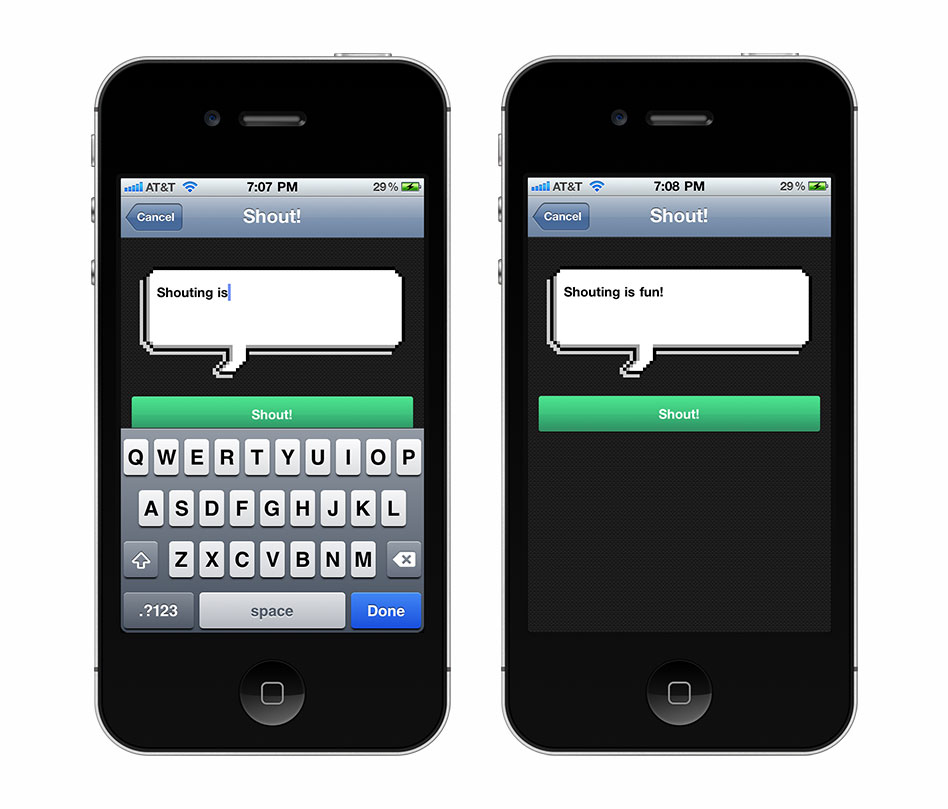 AT&T 7:07 PM 29%
Cancel Shout!
Shouting is
Shout!
Q W E R T Y U I O P
A S D F G H J K L
Z X C V B N M
.?123 space Done
AT&T 7:08 PM 29%
Cancel Shout!
Shouting is fun!
Shout!